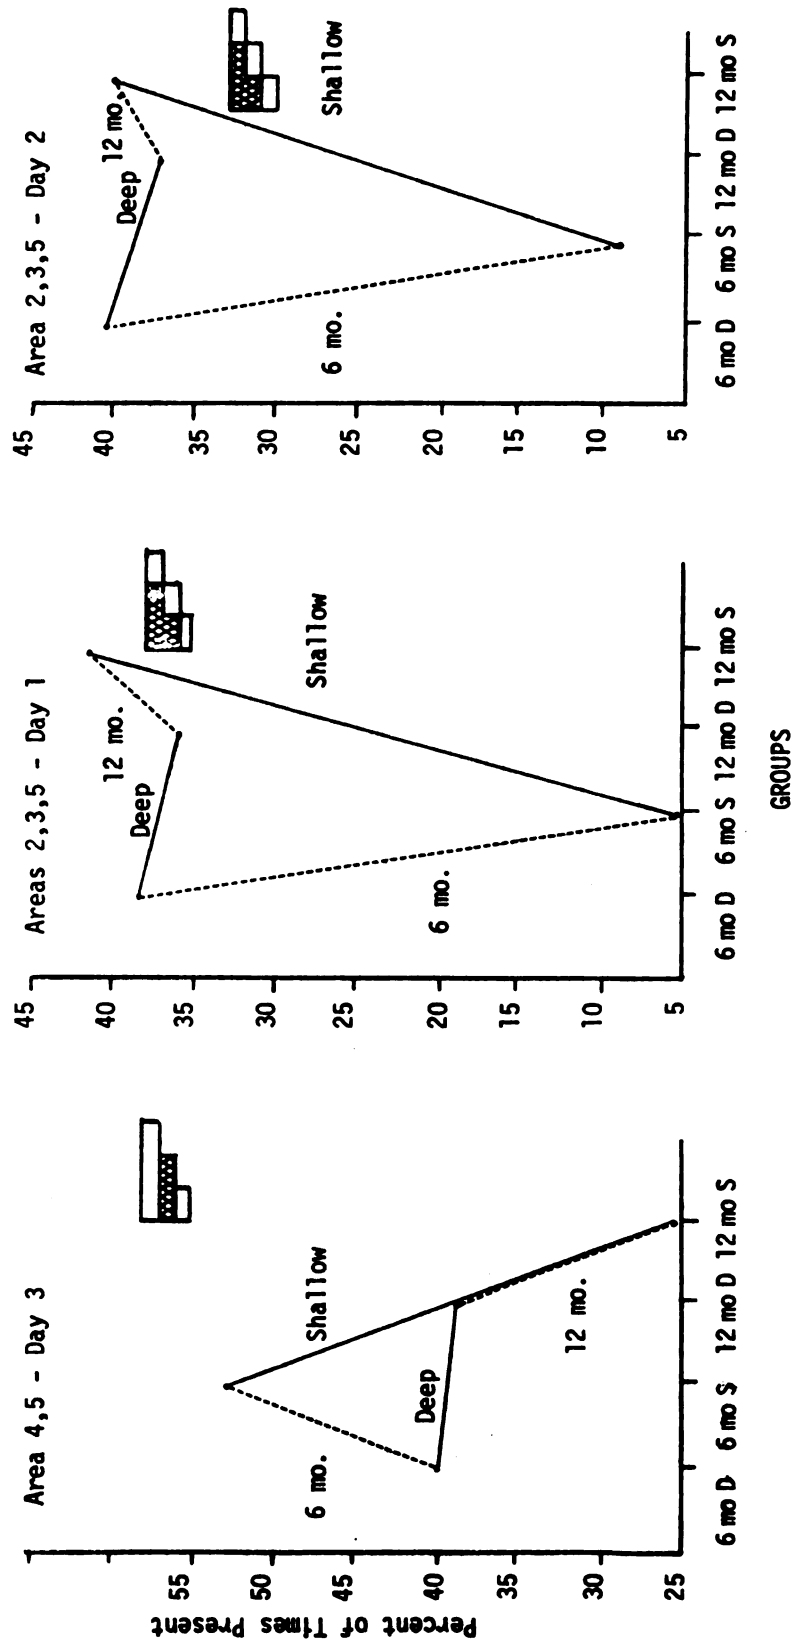 Area 4,5 - Day 3
Percent of Times Present
55
50
45
40
35
30
25
6 mo.
Shallow
Deep
12 mo.
6 mo D 6 mo S 12 mo D 12 mo S
Areas 2,3,5 - Day 1
45
40
35
30
25
20
15
10
5
12 mo.
Deep
Shallow
6 mo.
6 mo D 6 mo S 12 mo D 12 mo S
GROUPS
Area 2,3,5 - Day 2
45
40
35
30
25
20
15
10
5
12 mo.
Deep
Shallow
6 mo.
6 mo D 6 mo S 12 mo D 12 mo S